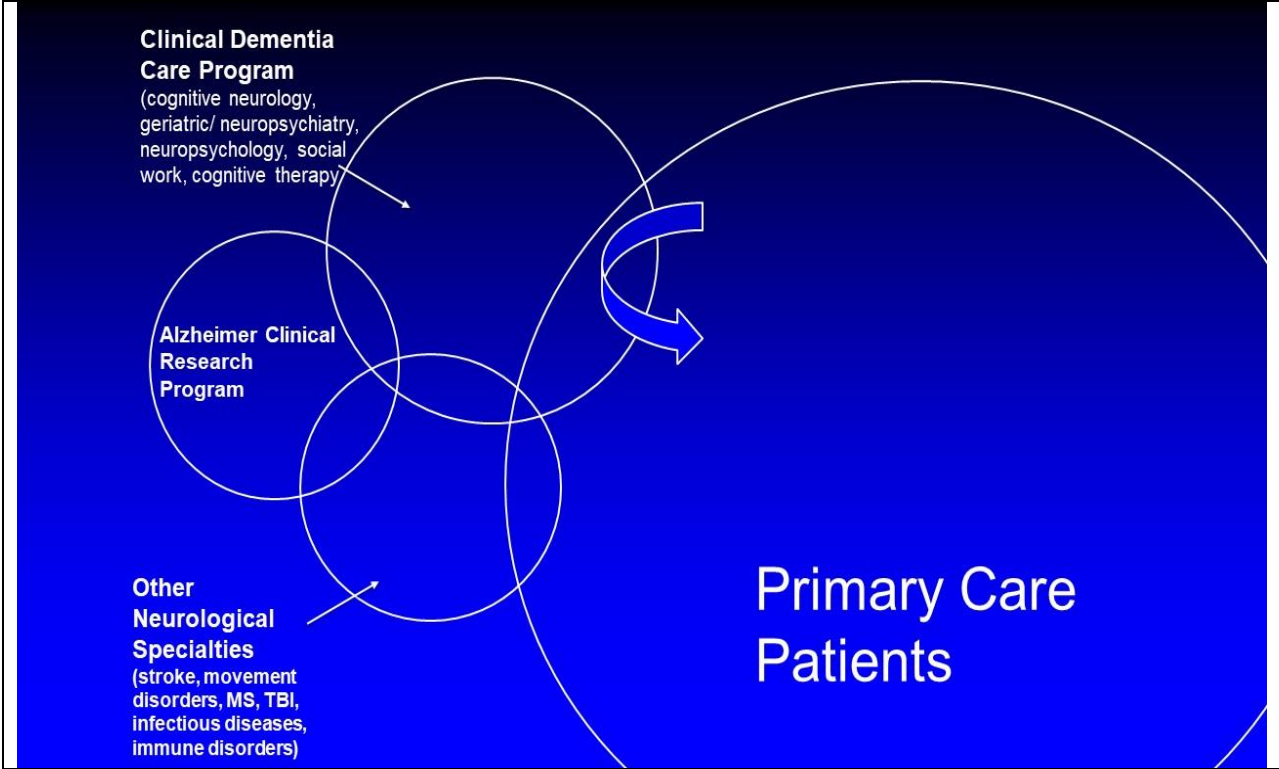 Clinical Dementia
Care Program
(cognitive neurology,
geriatric/ neuropsychiatry,
neuropsychology, social
work, cognitive therapy
Alzheimer Clinical
Research
Program
Other
Neurological
Specialties
(stroke, movement
disorders, MS, TBI,
infectious diseases,
immune disorders)
Primary Care
Patients